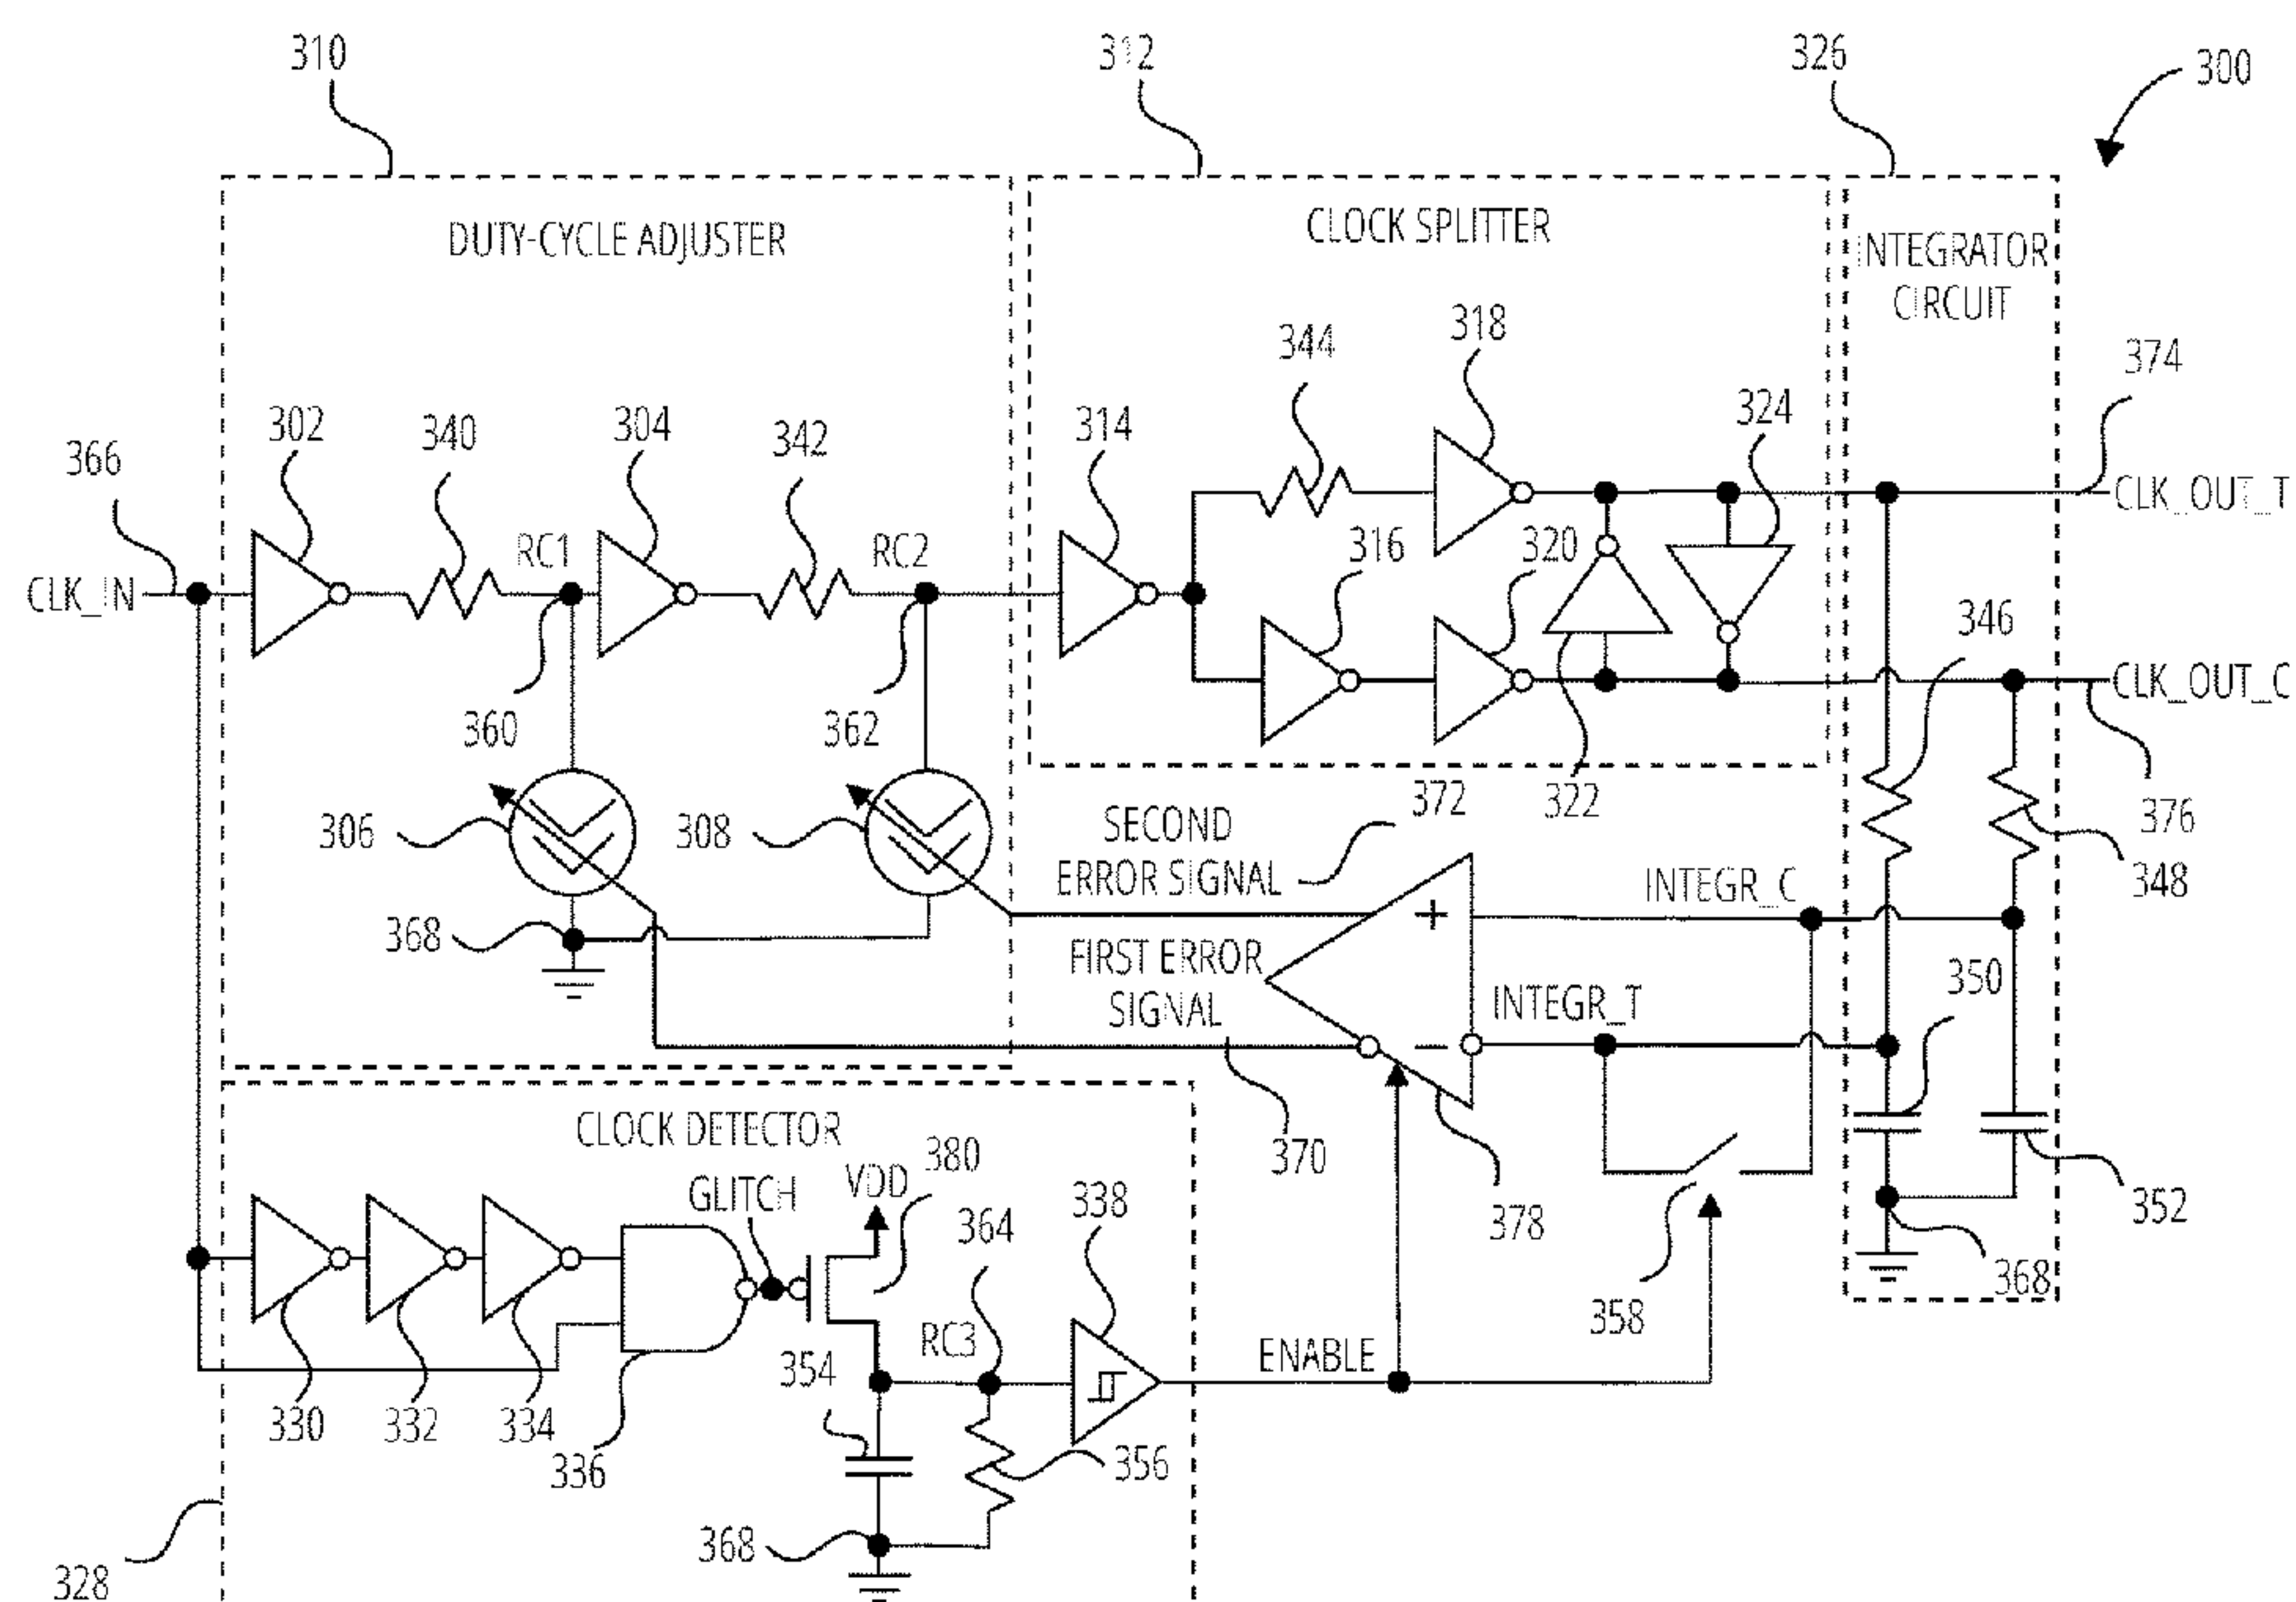 310
312
326
300
DUTY-CYCLE ADJUSTER
CLOCK SPLITTER
INTEGRATOR
CIRCUIT
318
344
374
324
302
340
304
342
314
366
CLK_OUT_T
RC1
RC2
316
320
CLK_IN
346
CLK_OUT_C
360
362
372
322
376
306
308
SECOND
ERROR SIGNAL
INTEGR_C
348
+
368
FIRST ERROR
SIGNAL
INTEGR_T
350
−
CLOCK DETECTOR
370
380
VDD
GLITCH
338
364
378
352
368
358
RC3
ENABLE
354
330
332
334
336
356
368
328